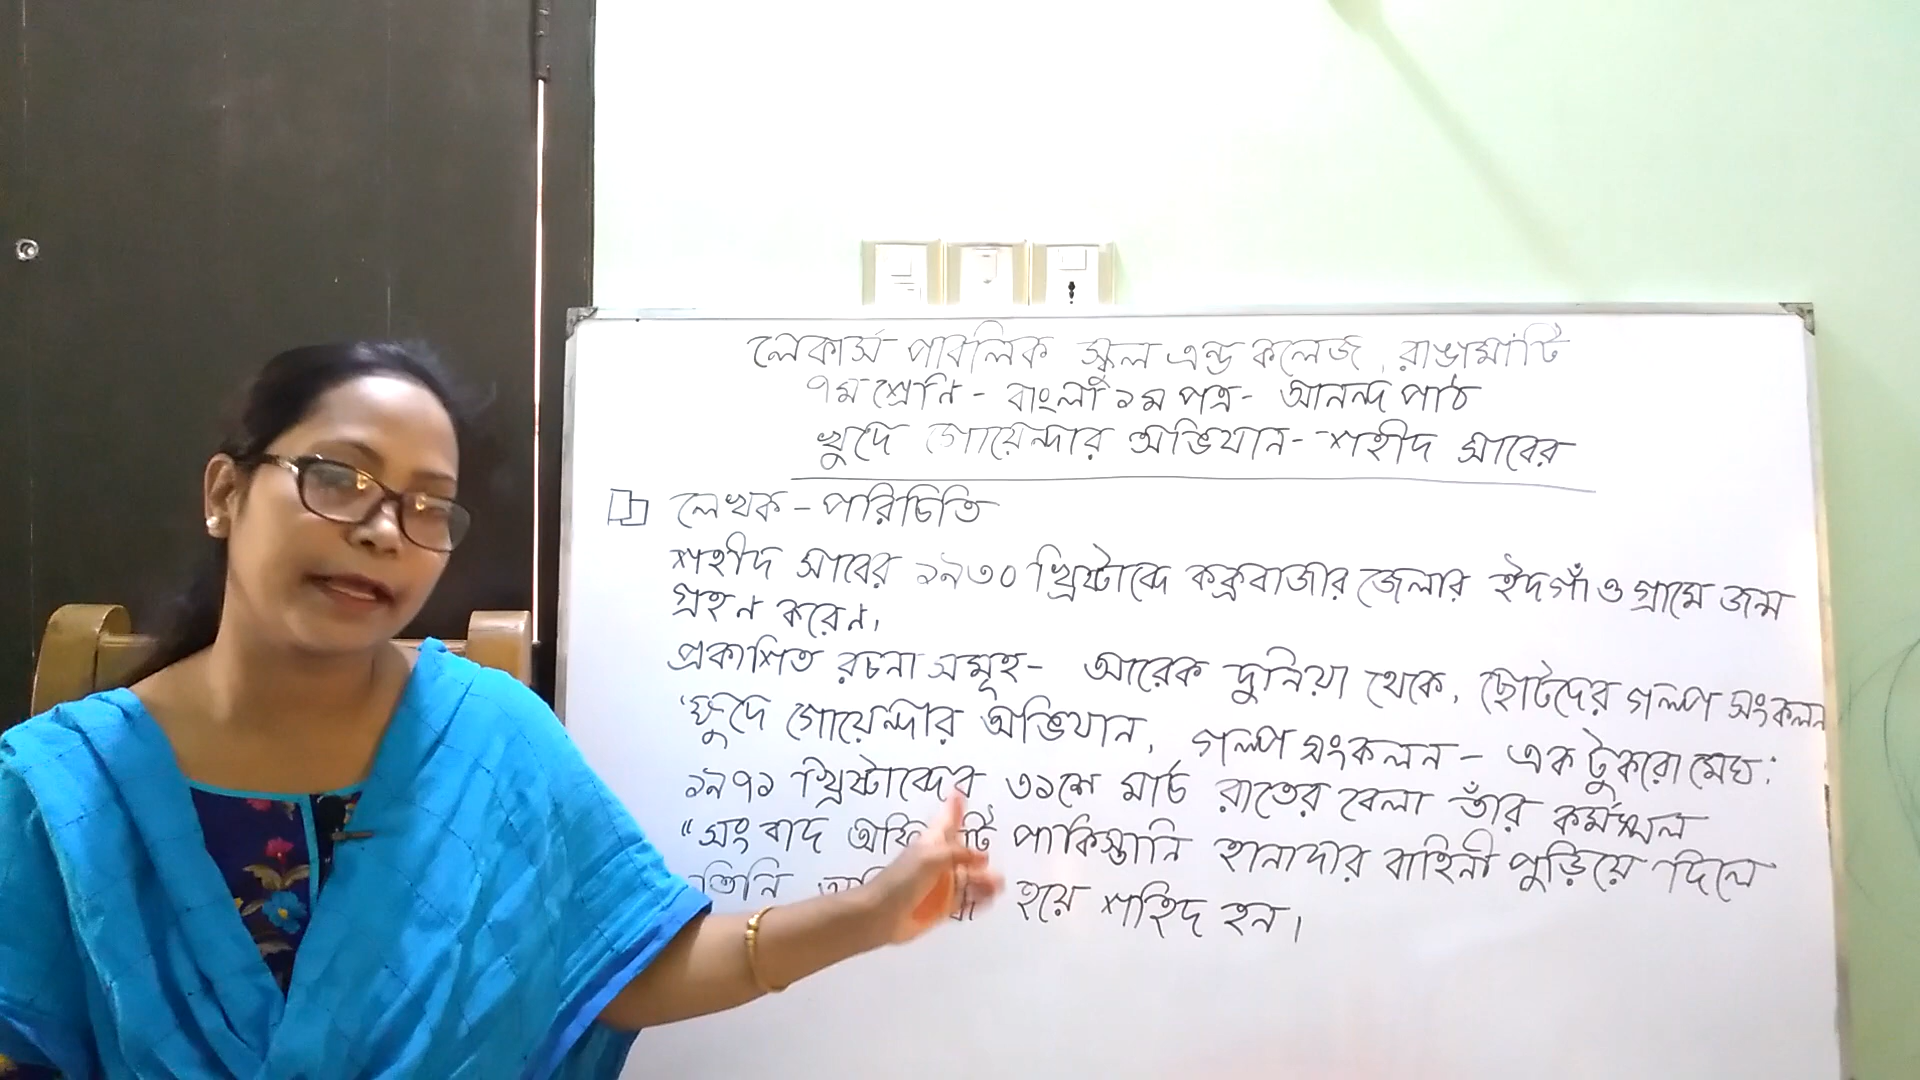 লেকার্স পাবলিক স্কুল এন্ড কলেজ, রাঙামাটি
৭ম শ্রেণি - বাংলা ১ম পত্র - আনন্দ পাঠ
খুদে গোয়েন্দার অভিযান - শহীদ সাবের
লেখক - পরিচিতি
শহীদ সাবের ১৯৩০ খ্রিষ্টাব্দে কক্সবাজার জেলার ইদগাঁও গ্রামে জন্ম
গ্রহণ করেন।
প্রকাশিত রচনা সমূহ - আরেক দুনিয়া থেকে, ছোটদের গল্প সংকলন
'ক্ষুদে গোয়েন্দার অভিযান, গল্প সংকলন - এক টুকরো মেঘ;
১৯৭১ খ্রিষ্টাব্দের ৩১শে মার্চ রাতের বেলা তাঁর কর্মস্থল
"সংবাদ পাকিস্তানি হানাদার বাহিনী পুড়িয়ে দিলে
তিনি হয়ে শহিদ হন।